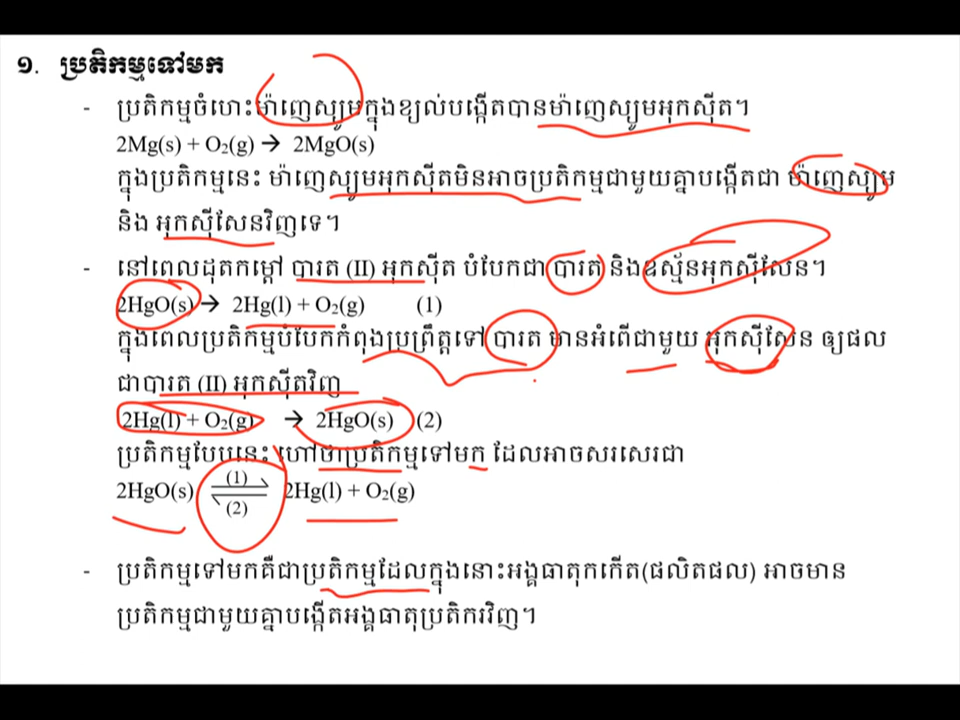 ១. ប្រតិកម្មទៅមក
- ប្រតិកម្មចំហេះម៉ាញេស្យូមក្នុងខ្យល់បង្កើតបានម៉ាញេស្យូមអុកស៊ីត។
2Mg(s) + O₂(g) → 2MgO(s)
ក្នុងប្រតិកម្មនេះ ម៉ាញេស្យូមអុកស៊ីតមិនអាចប្រតិកម្មជាមួយគ្នាបង្កើតជា ម៉ាញេស្យូម
និង អុកស៊ីសែនវិញទេ។
- នៅពេលដុតកម្ដៅ បារត (II) អុកស៊ីត បំបែកជា បារត និងឧស្ម័នអុកស៊ីសែន។
2HgO(s) → 2Hg(l) + O₂(g) (1)
ក្នុងពេលប្រតិកម្មបំបែកកំពុងប្រព្រឹត្តទៅ បារត មានអំពើជាមួយ អុកស៊ីសែន ឲ្យផល
ជាបារត (II) អុកស៊ីតវិញ
2Hg(l) + O₂(g) → 2HgO(s) (2)
ប្រតិកម្មបែបនេះ ហៅថាប្រតិកម្មទៅមក ដែលអាចសរសេរជា
2HgO(s) (1) ⇌ (2) 2Hg(l) + O₂(g)
- ប្រតិកម្មទៅមកគឺជាប្រតិកម្មដែលក្នុងនោះអង្គធាតុកកើត(ផលិតផល) អាចមាន
ប្រតិកម្មជាមួយគ្នាបង្កើតអង្គធាតុប្រតិករវិញ។